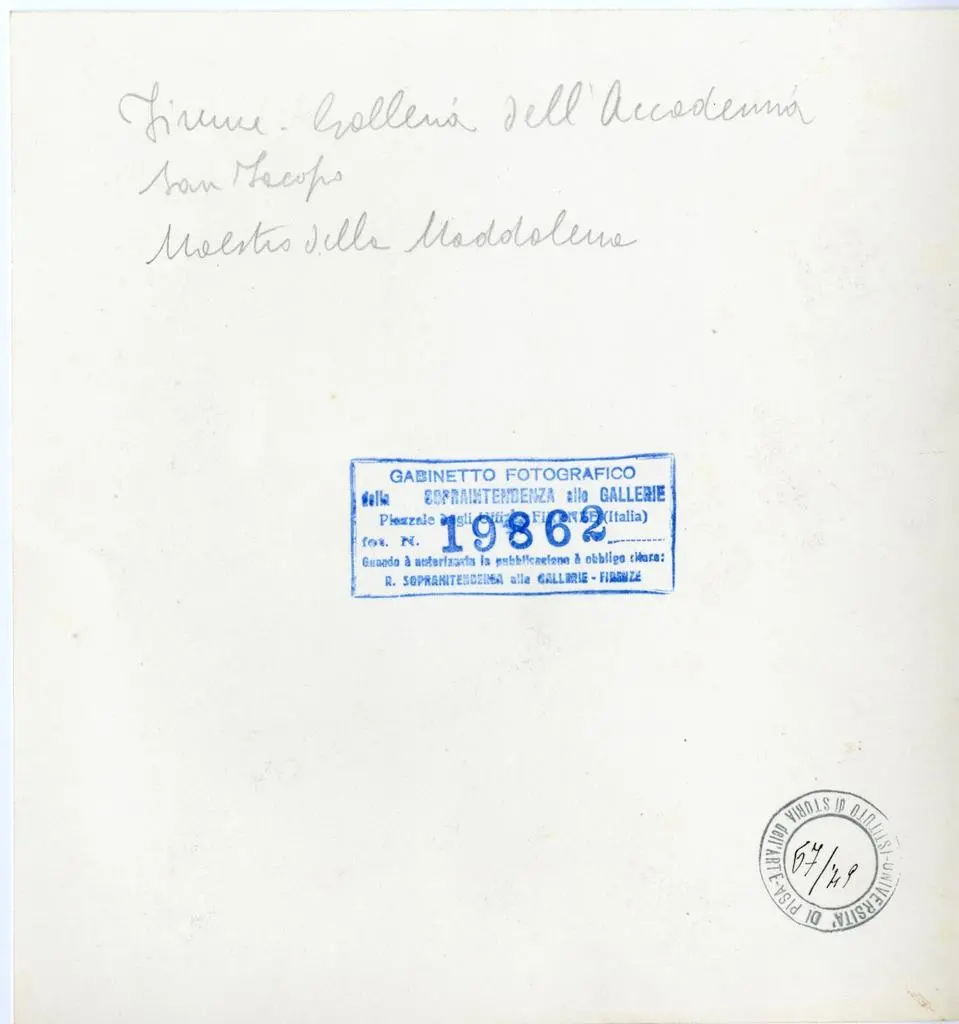 Firenze - Galleria dell'Accademia
San Jacopo
Maestro della Maddalena
GABINETTO FOTOGRAFICO
della SOPRAINTENDENZA alle GALLERIE
Piazzale degli Uffizi FIRENZE (Italia)
fot. N. 19862
Quando è autorizzata la pubblicazione è obbligo citare:
R. SOPRAINTENDENZA alle GALLERIE - FIRENZE
ISTITUTO di STORIA dell'ARTE - UNIVERSITA' DI PISA
67/49